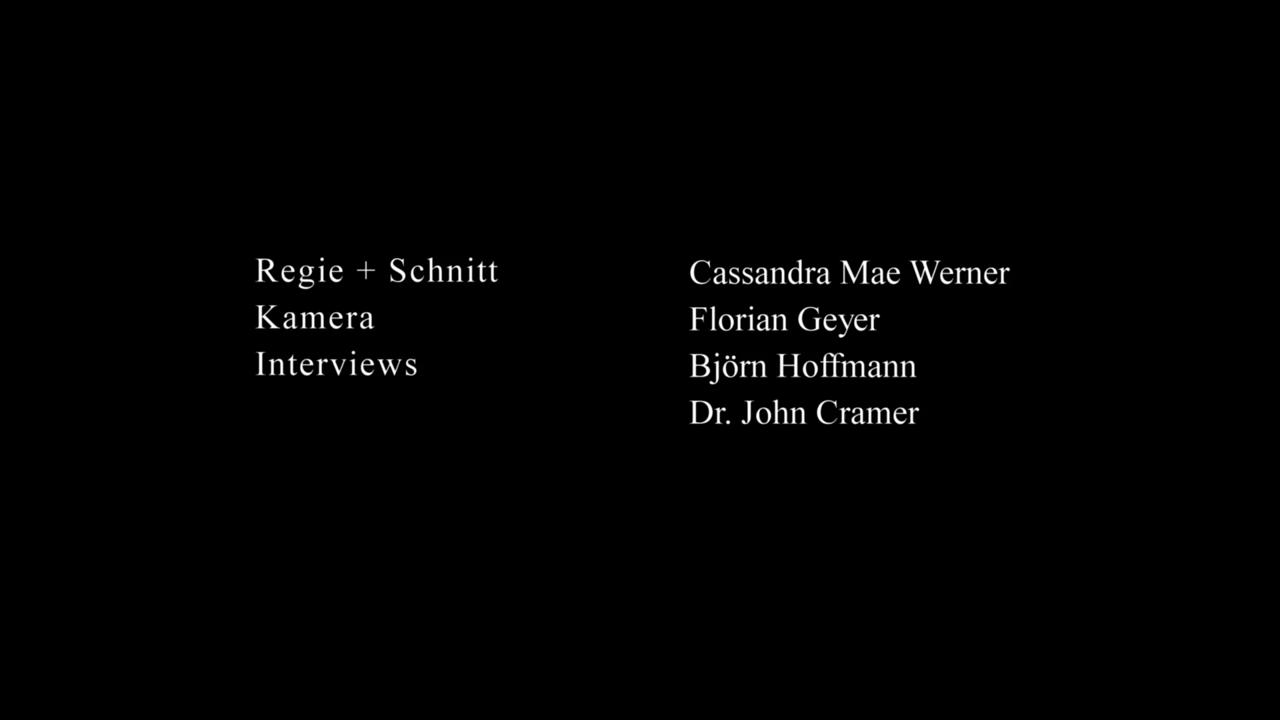 Regie + Schnitt Cassandra Mae Werner
Kamera Florian Geyer
Interviews Björn Hoffmann
Dr. John Cramer